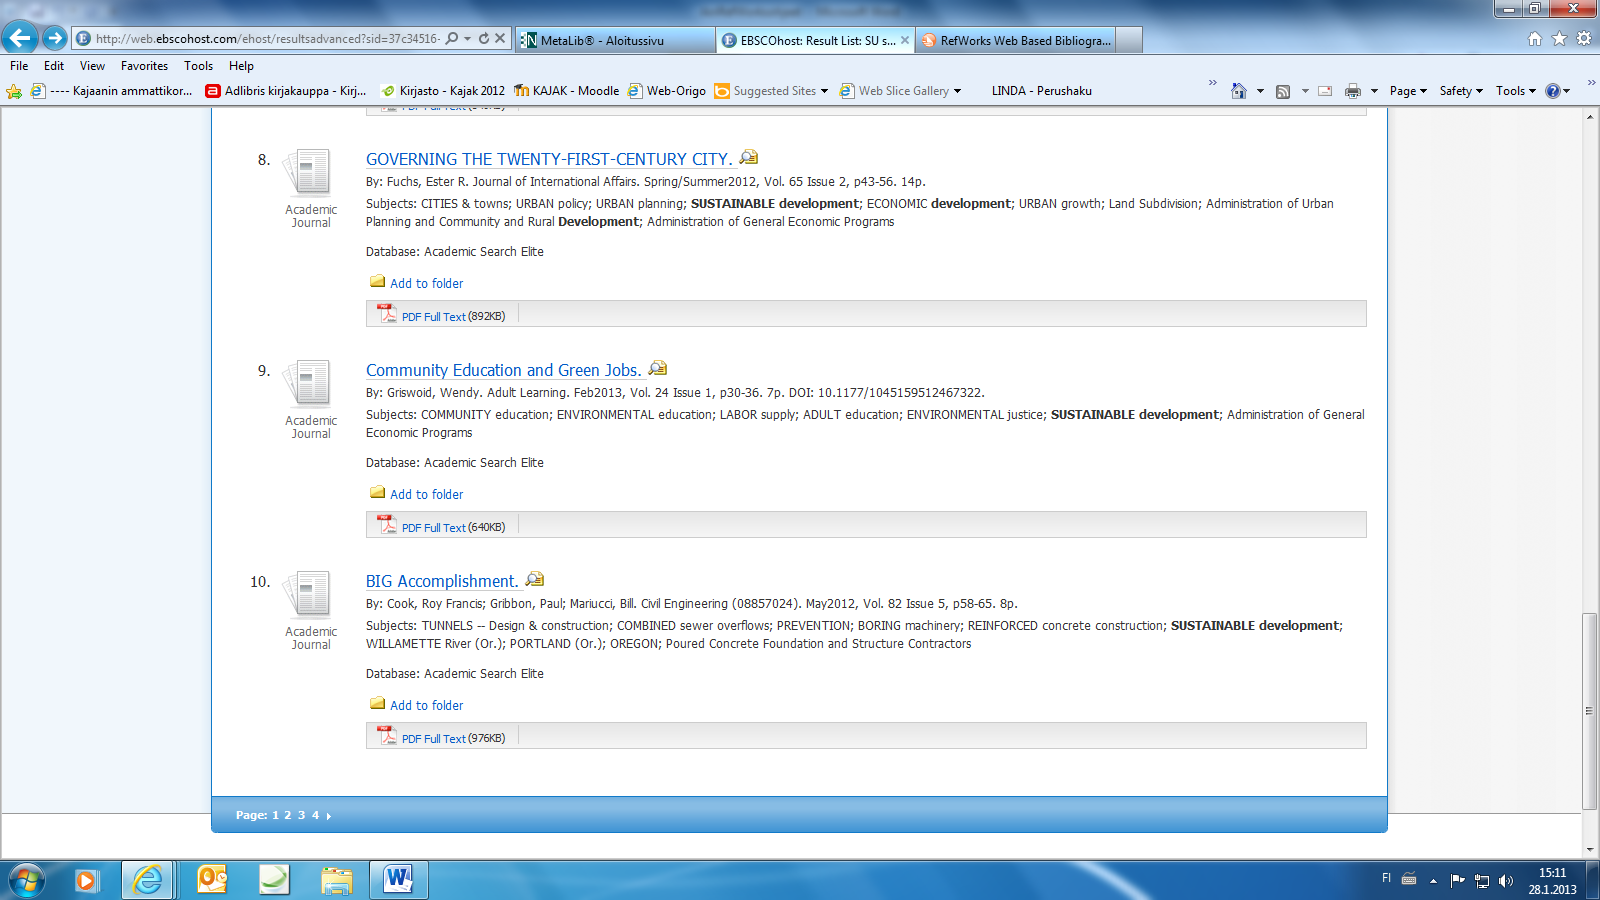 http://web.ebscohost.com/ehost/resultsadvanced?sid=37c34516-
MetaLib® - Aloitussivu
EBSCOhost: Result List: SU s...
RefWorks Web Based Bibliogra...
File Edit View Favorites Tools Help
---- Kajaanin ammattikor... Adlibris kirjakauppa - Kirj... Kirjasto - Kajak 2012 KAJAK - Moodle Web-Origo Suggested Sites Web Slice Gallery LINDA - Perushaku » Page Safety Tools »
8.
Academic Journal
GOVERNING THE TWENTY-FIRST-CENTURY CITY.
By: Fuchs, Ester R. Journal of International Affairs. Spring/Summer2012, Vol. 65 Issue 2, p43-56. 14p.
Subjects: CITIES & towns; URBAN policy; URBAN planning; SUSTAINABLE development; ECONOMIC development; URBAN growth; Land Subdivision; Administration of Urban
Planning and Community and Rural Development; Administration of General Economic Programs
Database: Academic Search Elite
Add to folder
PDF Full Text (892KB)
9.
Academic Journal
Community Education and Green Jobs.
By: Griswold, Wendy. Adult Learning. Feb2013, Vol. 24 Issue 1, p30-36. 7p. DOI: 10.1177/1045159512467322.
Subjects: COMMUNITY education; ENVIRONMENTAL education; LABOR supply; ADULT education; ENVIRONMENTAL justice; SUSTAINABLE development; Administration of General
Economic Programs
Database: Academic Search Elite
Add to folder
PDF Full Text (640KB)
10.
Academic Journal
BIG Accomplishment.
By: Cook, Roy Francis; Gribbon, Paul; Mariucci, Bill. Civil Engineering (08857024). May2012, Vol. 82 Issue 5, p58-65. 8p.
Subjects: TUNNELS -- Design & construction; COMBINED sewer overflows; PREVENTION; BORING machinery; REINFORCED concrete construction; SUSTAINABLE development;
WILLAMETTE River (Or.); PORTLAND (Or.); OREGON; Poured Concrete Foundation and Structure Contractors
Database: Academic Search Elite
Add to folder
PDF Full Text (976KB)
Page: 1 2 3 4
FI
15:11
28.1.2013